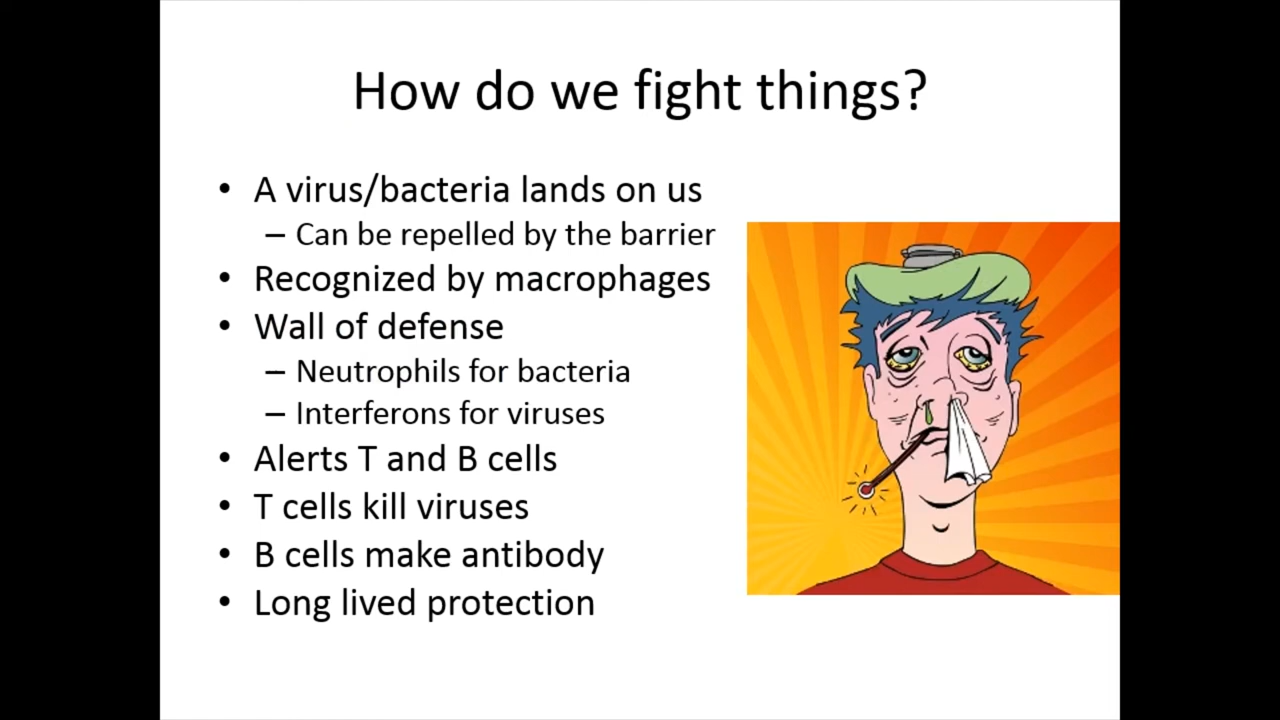 How do we fight things?
• A virus/bacteria lands on us
– Can be repelled by the barrier
• Recognized by macrophages
• Wall of defense
– Neutrophils for bacteria
– Interferons for viruses
• Alerts T and B cells
• T cells kill viruses
• B cells make antibody
• Long lived protection